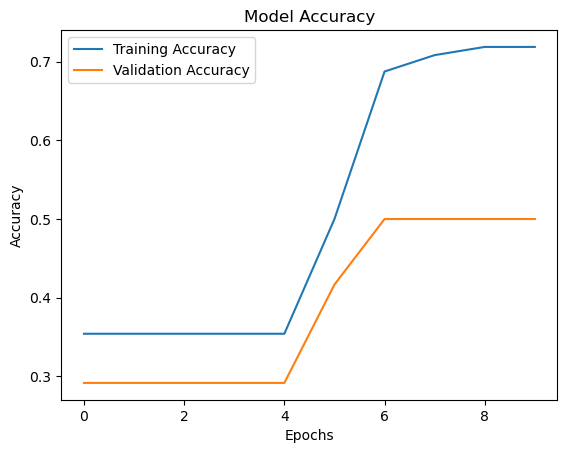 Model Accuracy
Training Accuracy
Validation Accuracy
0.7
0.6
0.5
0.4
0.3
Accuracy
0 2 4 6 8
Epochs